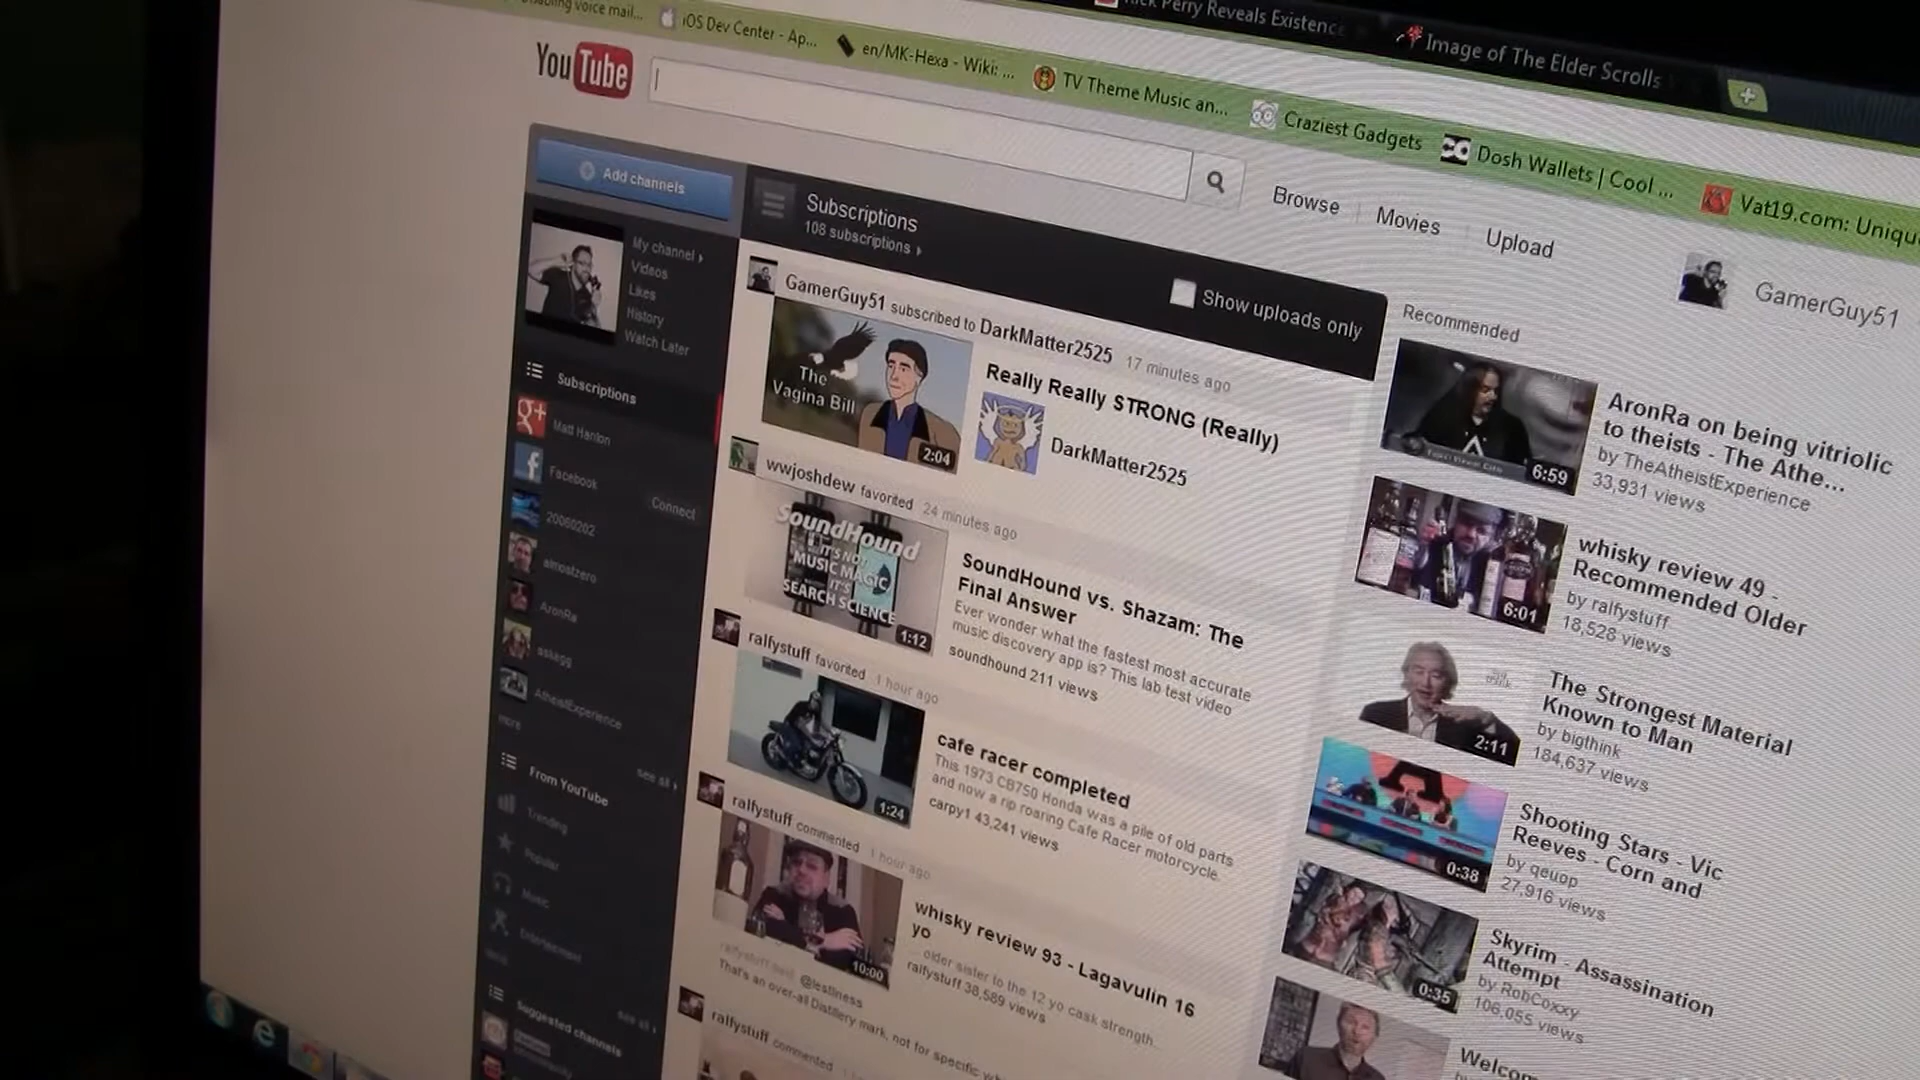 voice mail...
iOS Dev Center - Ap...
en/MK-Hexa - Wiki: ...
TV Theme Music an...
Craziest Gadgets
Dosh Wallets | Cool ...
Vat19.com: Uniqu
Perry Reveals Existence
Image of The Elder Scrolls
YouTube
Browse
Movies
Upload
GamerGuy51
Add channels
My channel
Videos
Likes
History
Watch Later
Subscriptions
Matt Hanlon
Facebook
Connect
20060202
almostzero
AronRa
AtheistExperience
more
From YouTube
see all
Trending
Popular
Music
Entertainment
Suggested channels
see all
Subscriptions
108 subscriptions
Show uploads only
GamerGuy51 subscribed to DarkMatter2525 17 minutes ago
The
Vagina Bill
2:04
Really Really STRONG (Really)
DarkMatter2525
wwjoshdew favorited 24 minutes ago
SoundHound
IT'S NOT
MUSIC MAGIC
IT'S
SEARCH SCIENCE
1:12
SoundHound vs. Shazam: The
Final Answer
Ever wonder what the fastest most accurate
music discovery app is? This lab test video
soundhound 211 views
ralfystuff favorited 1 hour ago
1:24
cafe racer completed
This 1973 CB750 Honda was a pile of old parts
and now a rip roaring Cafe Racer motorcycle.
carpy1 43,241 views
ralfystuff commented 1 hour ago
10:00
whisky review 93 - Lagavulin 16
yo
... older sister to the 12 yo cask strength...
ralfystuff 38,589 views
ralfystuff said @lestiness
That's an over-all Distillery mark, not for specific
ralfystuff commented
Recommended
6:59
AronRa on being vitriolic
to theists - The Athe...
by TheAtheistExperience
33,931 views
6:01
whisky review 49 -
Recommended Older
by ralfystuff
18,528 views
2:11
The Strongest Material
Known to Man
by bigthink
184,637 views
A
0:38
Shooting Stars - Vic
Reeves - Corn and
by qeuop
27,916 views
0:35
Skyrim - Assassination
Attempt
by RobCoxxy
106,055 views